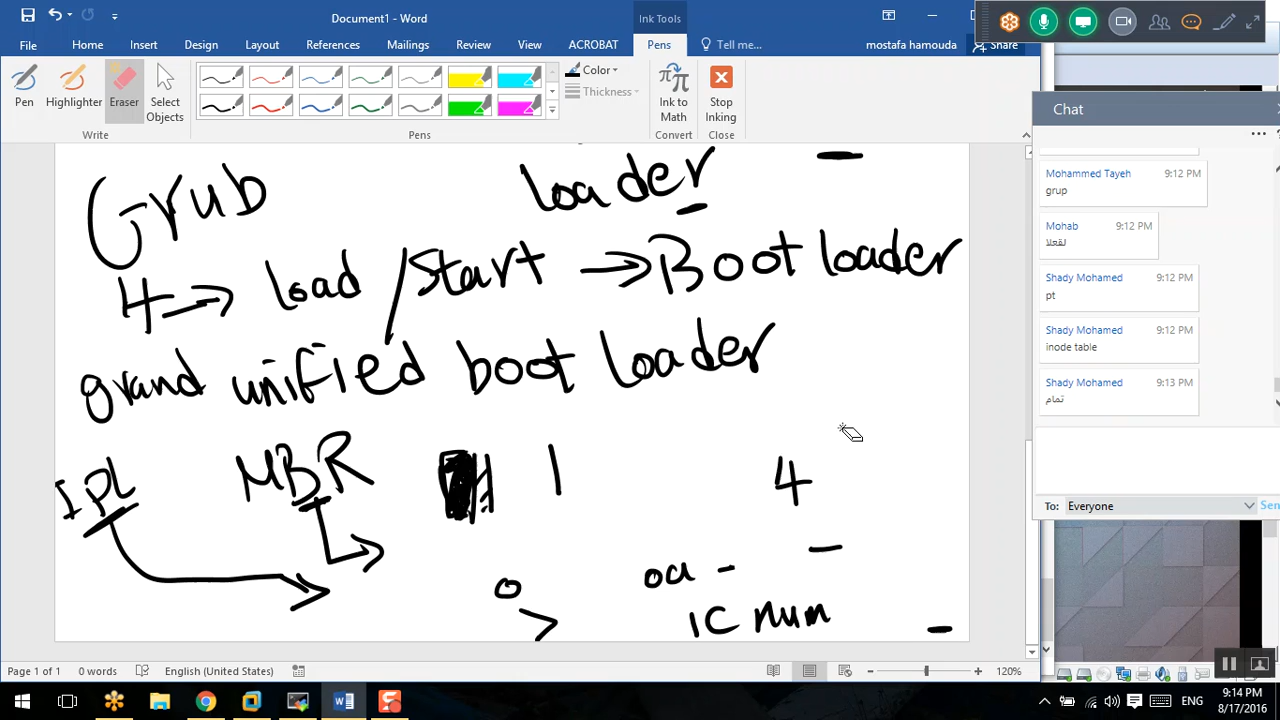 Document1 - Word
Ink Tools
File
Home
Insert
Design
Layout
References
Mailings
Review
View
ACROBAT
Pens
Tell me...
mostafa hamouda
Share
Pen
Highlighter
Eraser
Select Objects
Color
Thickness
Ink to Math
Stop Inking
Write
Pens
Convert
Close
Chat
Mohammed Tayeh 9:12 PM
grup
Mohab 9:12 PM
لفعلا
Shady Mohamed 9:12 PM
pt
Shady Mohamed 9:12 PM
inode table
Shady Mohamed 9:13 PM
تمام
To: Everyone
Sen
Grub
loader
4 → load / Start → Boot loader
grand unified boot loader
IPL MBR 1 4
Page 1 of 1
0 words
English (United States)
120%
ENG
9:14 PM
8/17/2016